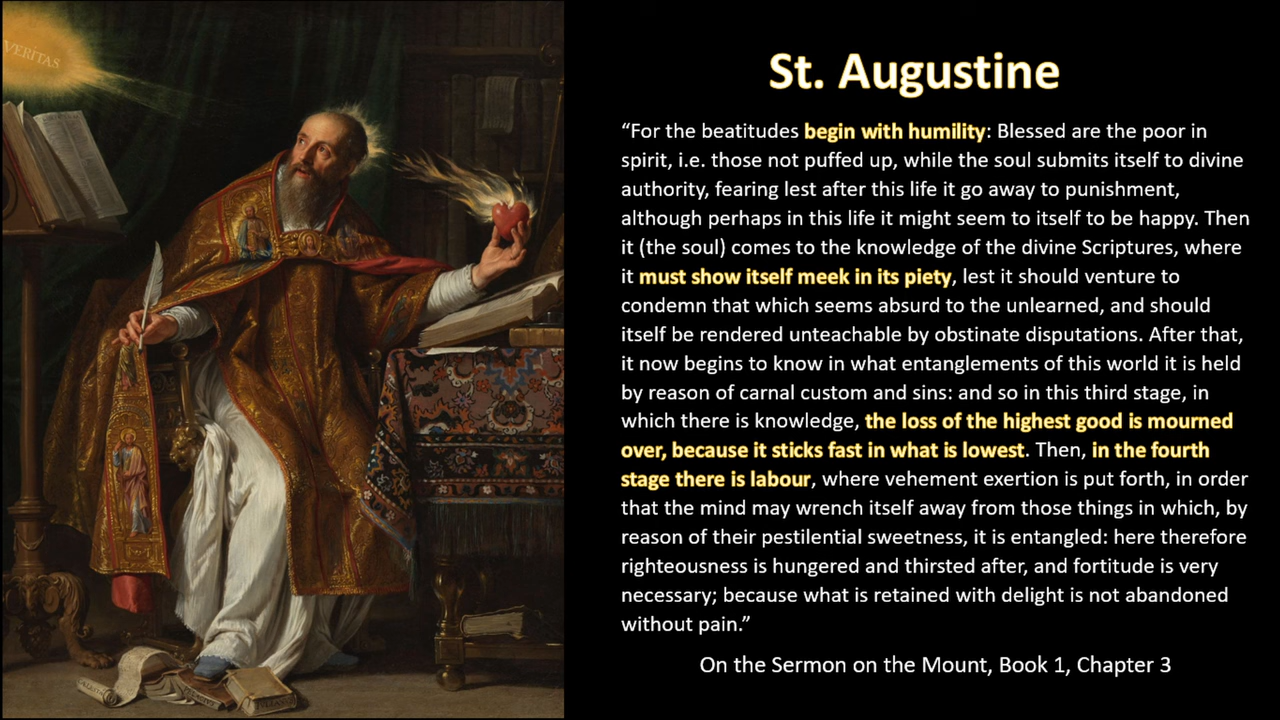 VERITAS
St. Augustine
“For the beatitudes begin with humility: Blessed are the poor in
spirit, i.e. those not puffed up, while the soul submits itself to divine
authority, fearing lest after this life it go away to punishment,
although perhaps in this life it might seem to itself to be happy. Then
it (the soul) comes to the knowledge of the divine Scriptures, where
it must show itself meek in its piety, lest it should venture to
condemn that which seems absurd to the unlearned, and should
itself be rendered unteachable by obstinate disputations. After that,
it now begins to know in what entanglements of this world it is held
by reason of carnal custom and sins: and so in this third stage, in
which there is knowledge, the loss of the highest good is mourned
over, because it sticks fast in what is lowest. Then, in the fourth
stage there is labour, where vehement exertion is put forth, in order
that the mind may wrench itself away from those things in which, by
reason of their pestilential sweetness, it is entangled: here therefore
righteousness is hungered and thirsted after, and fortitude is very
necessary; because what is retained with delight is not abandoned
without pain.”
On the Sermon on the Mount, Book 1, Chapter 3